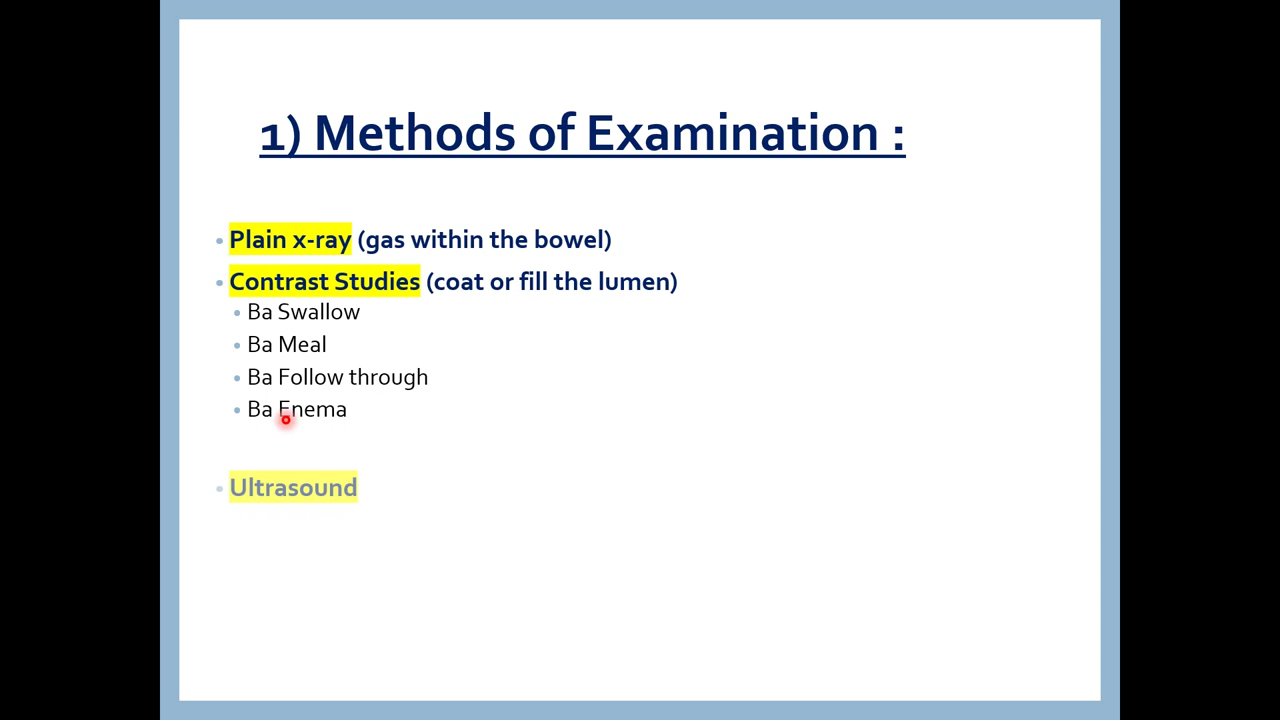 1) Methods of Examination :
• Plain x-ray (gas within the bowel)
• Contrast Studies (coat or fill the lumen)
• Ba Swallow
• Ba Meal
• Ba Follow through
• Ba Enema
• Ultrasound